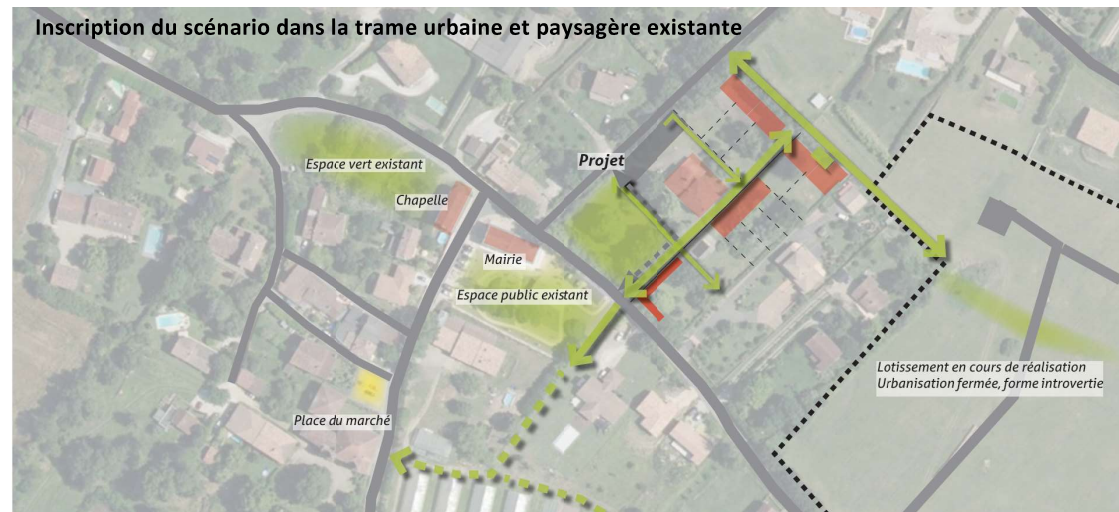 Inscription du scénario dans la trame urbaine et paysagère existante
Projet
Espace vert existant
Chapelle
Mairie
Espace public existant
Lotissement en cours de réalisation
Urbanisation fermée, forme introvertie
Place du marché